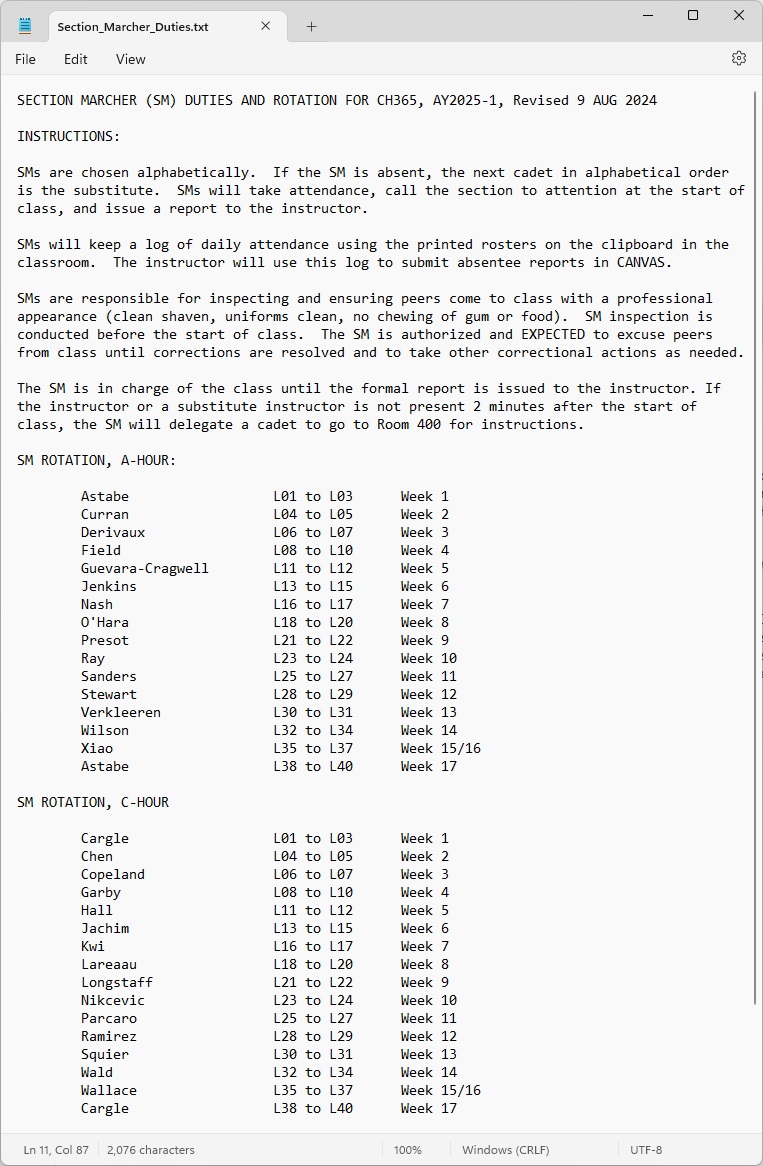 Section_Marcher_Duties.txt
File Edit View
SECTION MARCHER (SM) DUTIES AND ROTATION FOR CH365, AY2025-1, Revised 9 AUG 2024
INSTRUCTIONS:
SMs are chosen alphabetically.  If the SM is absent, the next cadet in alphabetical order
is the substitute.  SMs will take attendance, call the section to attention at the start of
class, and issue a report to the instructor.
SMs will keep a log of daily attendance using the printed rosters on the clipboard in the
classroom.  The instructor will use this log to submit absentee reports in CANVAS.
SMs are responsible for inspecting and ensuring peers come to class with a professional
appearance (clean shaven, uniforms clean, no chewing of gum or food).  SM inspection is
conducted before the start of class.  The SM is authorized and EXPECTED to excuse peers
from class until corrections are resolved and to take other correctional actions as needed.
The SM is in charge of the class until the formal report is issued to the instructor. If
the instructor or a substitute instructor is not present 2 minutes after the start of
class, the SM will delegate a cadet to go to Room 400 for instructions.
SM ROTATION, A-HOUR:
Astabe L01 to L03 Week 1
Curran L04 to L05 Week 2
Derivaux L06 to L07 Week 3
Field L08 to L10 Week 4
Guevara-Cragwell L11 to L12 Week 5
Jenkins L13 to L15 Week 6
Nash L16 to L17 Week 7
O'Hara L18 to L20 Week 8
Presot L21 to L22 Week 9
Ray L23 to L24 Week 10
Sanders L25 to L27 Week 11
Stewart L28 to L29 Week 12
Verkleeren L30 to L31 Week 13
Wilson L32 to L34 Week 14
Xiao L35 to L37 Week 15/16
Astabe L38 to L40 Week 17
SM ROTATION, C-HOUR
Cargle L01 to L03 Week 1
Chen L04 to L05 Week 2
Copeland L06 to L07 Week 3
Garby L08 to L10 Week 4
Hall L11 to L12 Week 5
Jachim L13 to L15 Week 6
Kwi L16 to L17 Week 7
Lareaau L18 to L20 Week 8
Longstaff L21 to L22 Week 9
Nikcevic L23 to L24 Week 10
Parcaro L25 to L27 Week 11
Ramirez L28 to L29 Week 12
Squier L30 to L31 Week 13
Wald L32 to L34 Week 14
Wallace L35 to L37 Week 15/16
Cargle L38 to L40 Week 17
Ln 11, Col 87 2,076 characters 100% Windows (CRLF) UTF-8